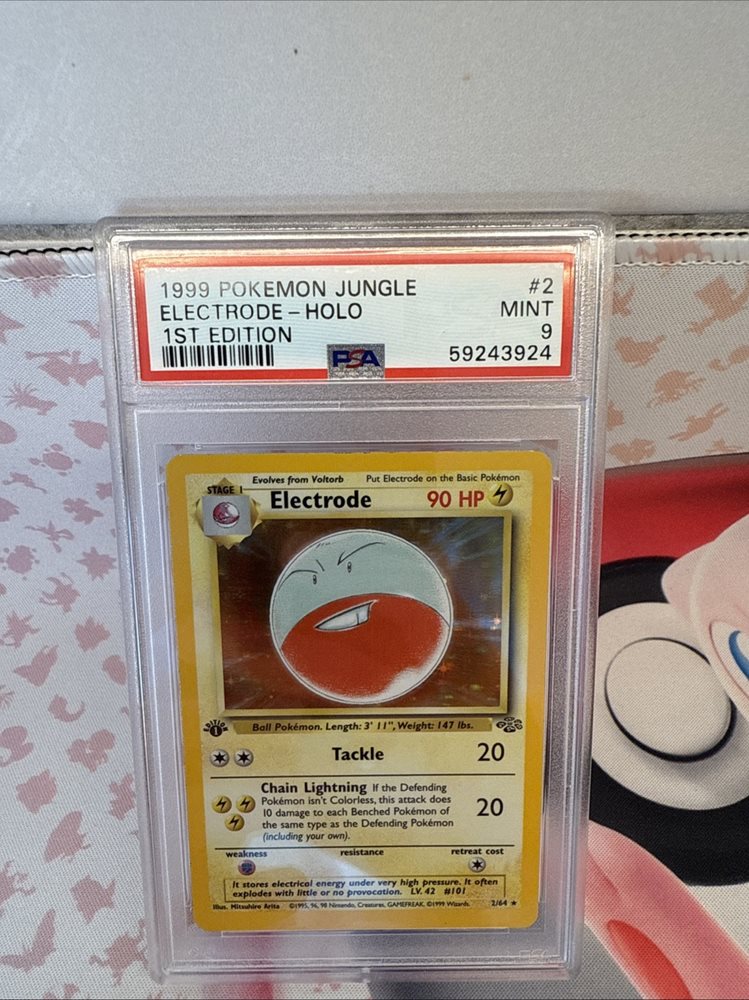 1999 POKEMON JUNGLE #2
ELECTRODE - HOLO MINT
1ST EDITION 9
PSA 59243924
STAGE 1 Evolves from Voltorb Put Electrode on the Basic Pokémon
Electrode 90 HP
EDITION 1
Ball Pokémon. Length: 3' 11", Weight: 147 lbs.
Tackle 20
Chain Lightning If the Defending
Pokémon isn't Colorless, this attack does
10 damage to each Benched Pokémon of
the same type as the Defending Pokémon
(including your own).
20
weakness resistance retreat cost
It stores electrical energy under very high pressure. It often
explodes with little or no provocation. LV. 42 #101
Illus. Mitsuhiro Arita ©1995, 96, 98 Nintendo, Creatures, GAMEFREAK. ©1999 Wizards. 2/64 ★